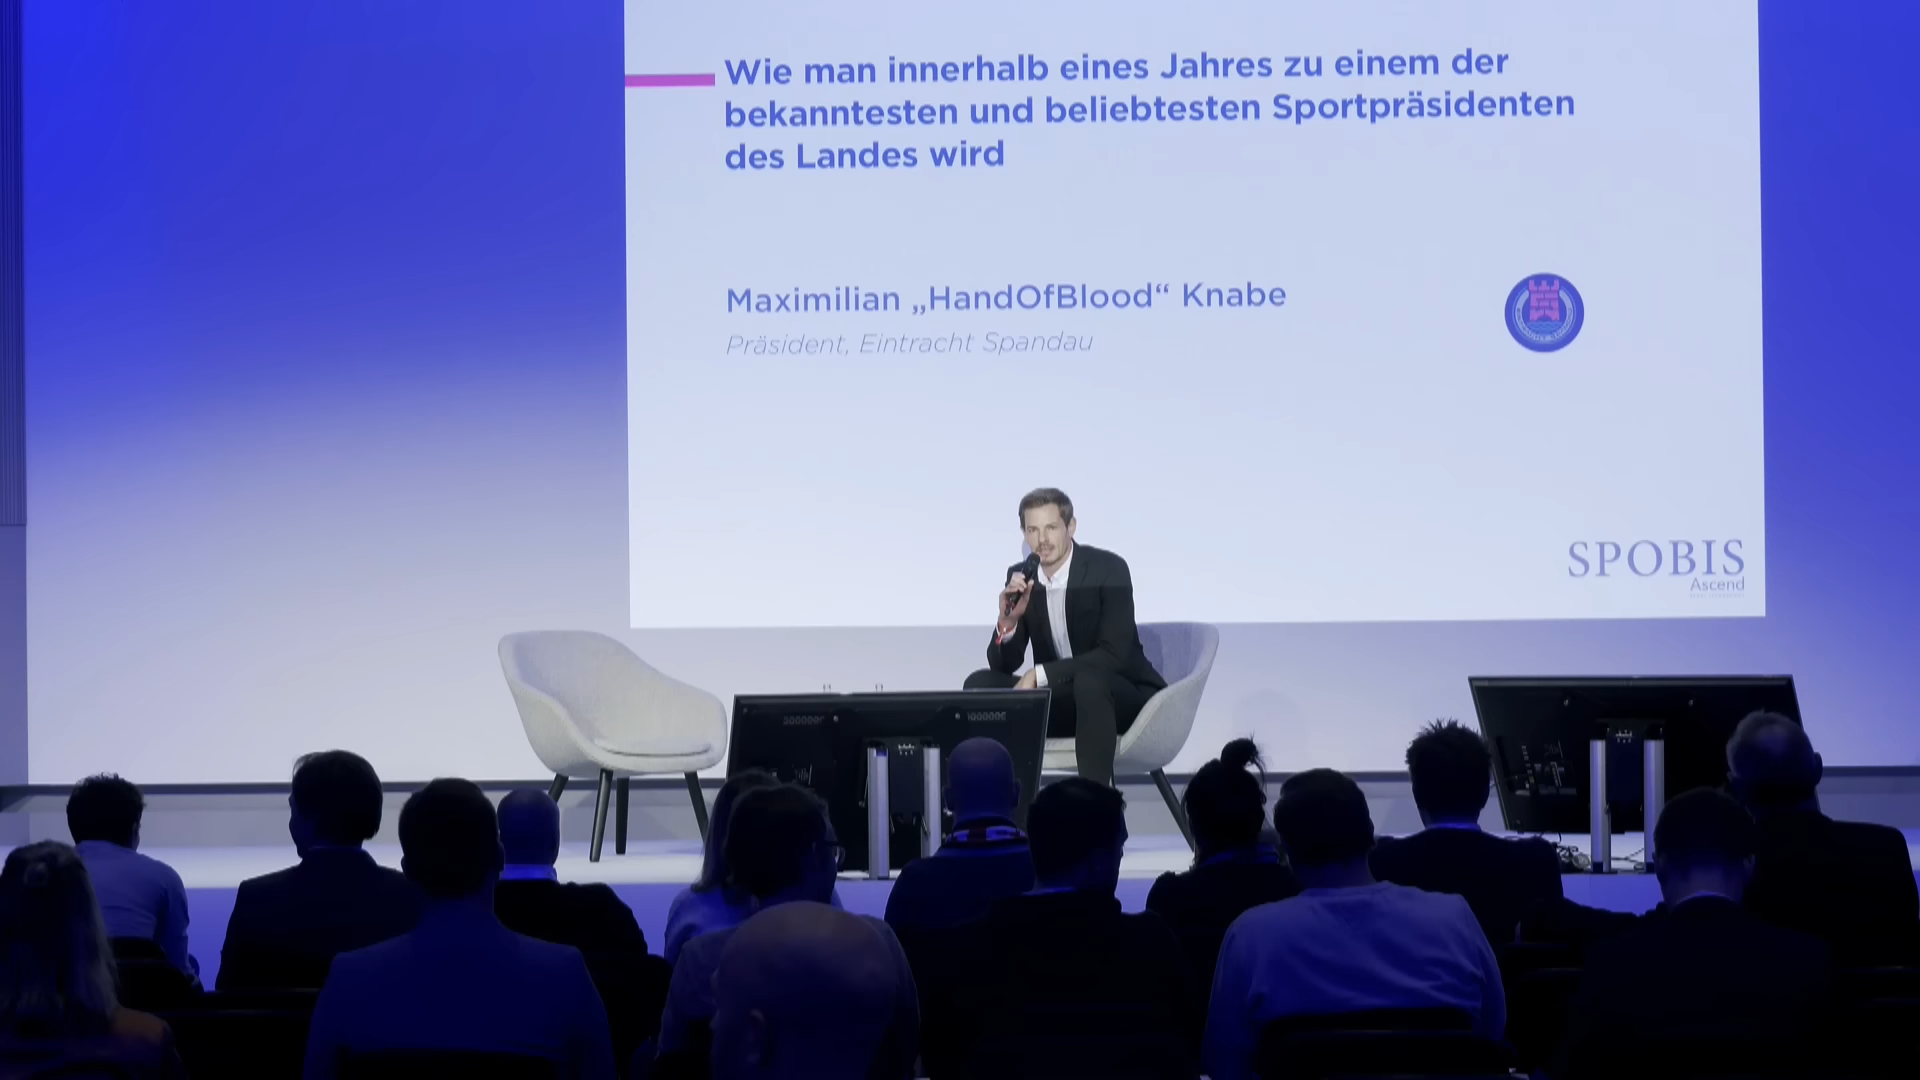 Wie man innerhalb eines Jahres zu einem der
bekanntesten und beliebtesten Sportpräsidenten
des Landes wird
Maximilian „HandOfBlood“ Knabe
Präsident, Eintracht Spandau
SPOBIS
Ascend